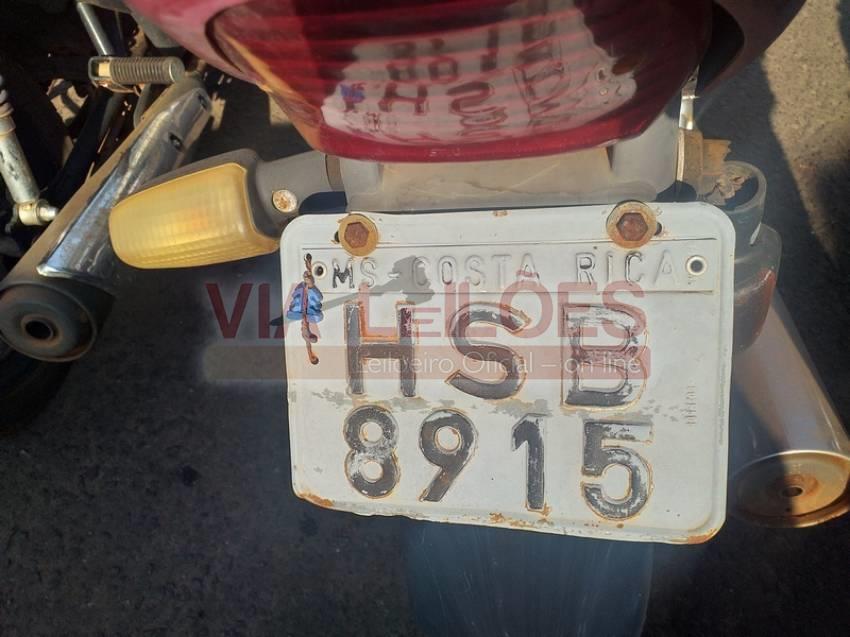 MS-COSTA RICA
VIA LEILÕES
HSB
Leiloeiro Oficial – on line
8915